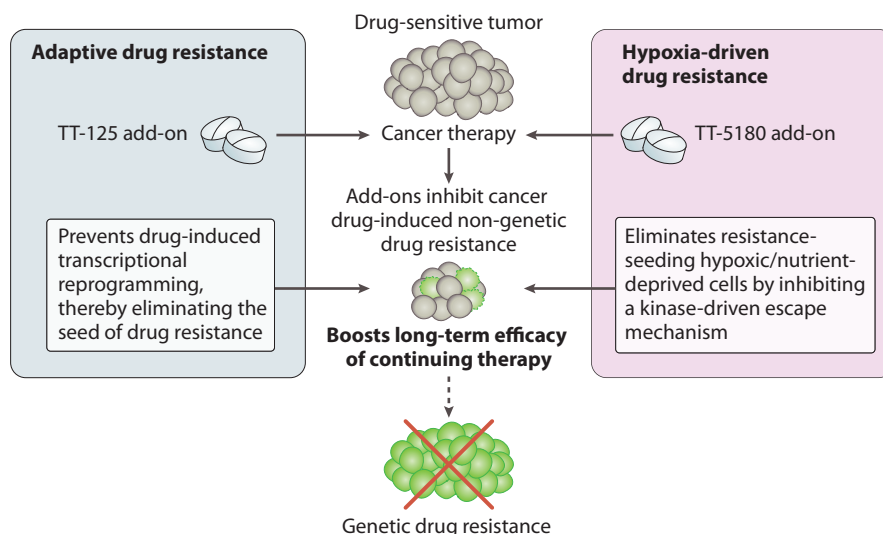 Drug-sensitive tumor
Adaptive drug resistance
TT-125 add-on
Prevents drug-induced
transcriptional
reprogramming,
thereby eliminating the
seed of drug resistance
Cancer therapy
Add-ons inhibit cancer
drug-induced non-genetic
drug resistance
Boosts long-term efficacy
of continuing therapy
Genetic drug resistance
Hypoxia-driven
drug resistance
TT-5180 add-on
Eliminates resistance-
seeding hypoxic/nutrient-
deprived cells by inhibiting
a kinase-driven escape
mechanism